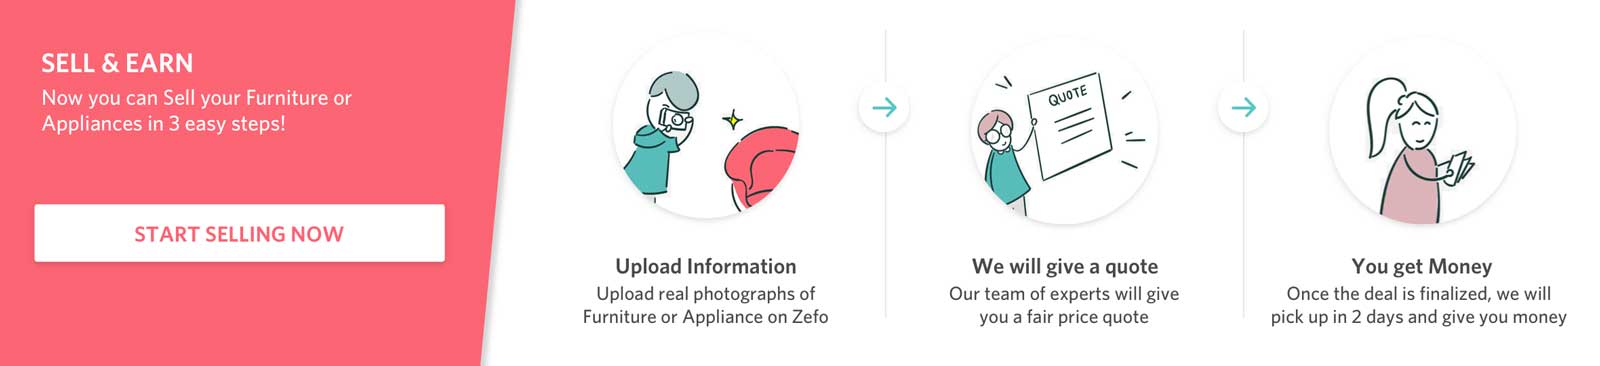 SELL & EARN
Now you can Sell your Furniture or
Appliances in 3 easy steps!
START SELLING NOW
QUOTE
Upload Information
Upload real photographs of
Furniture or Appliance on Zefo
We will give a quote
Our team of experts will give
you a fair price quote
You get Money
Once the deal is finalized, we will
pick up in 2 days and give you money